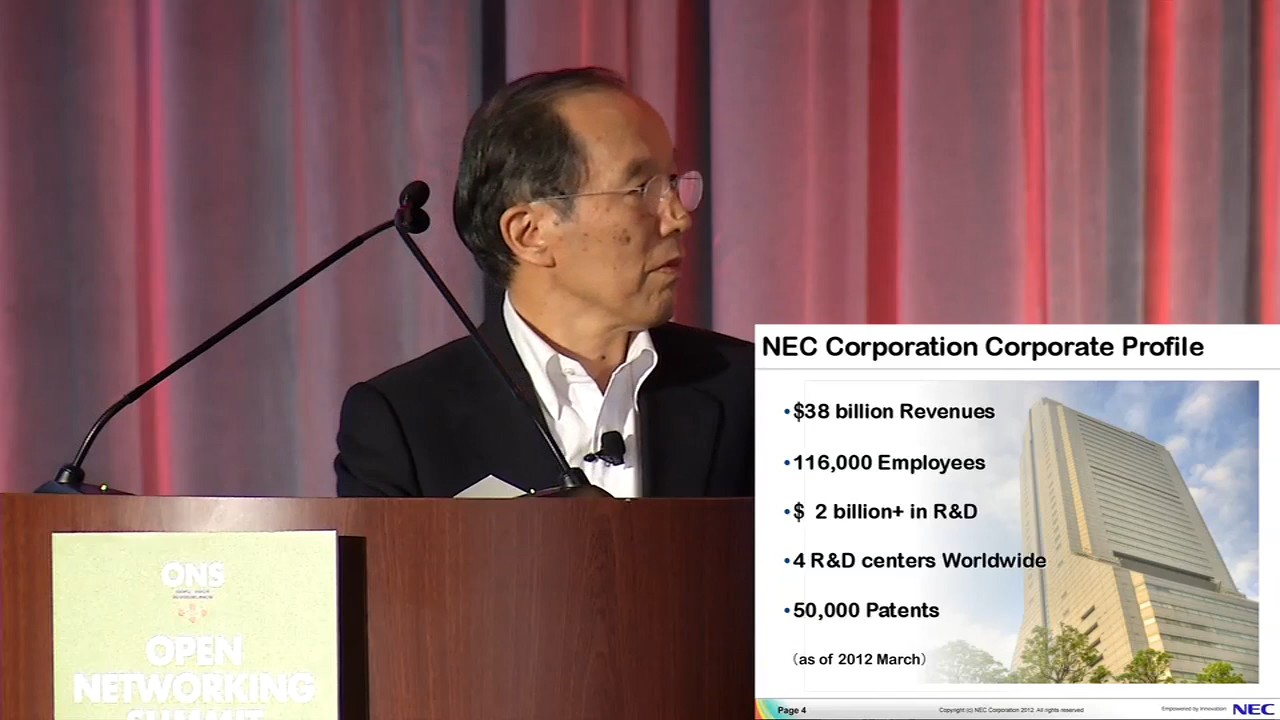 NEC Corporation Corporate Profile
•$38 billion Revenues
•116,000 Employees
•$ 2 billion+ in R&D
•4 R&D centers Worldwide
•50,000 Patents
(as of 2012 March)
Page 4
Copyright (c) NEC Corporation 2012. All rights reserved
Empowered by Innovation NEC
ONS
OPEN
NETWORKING
SUMMIT